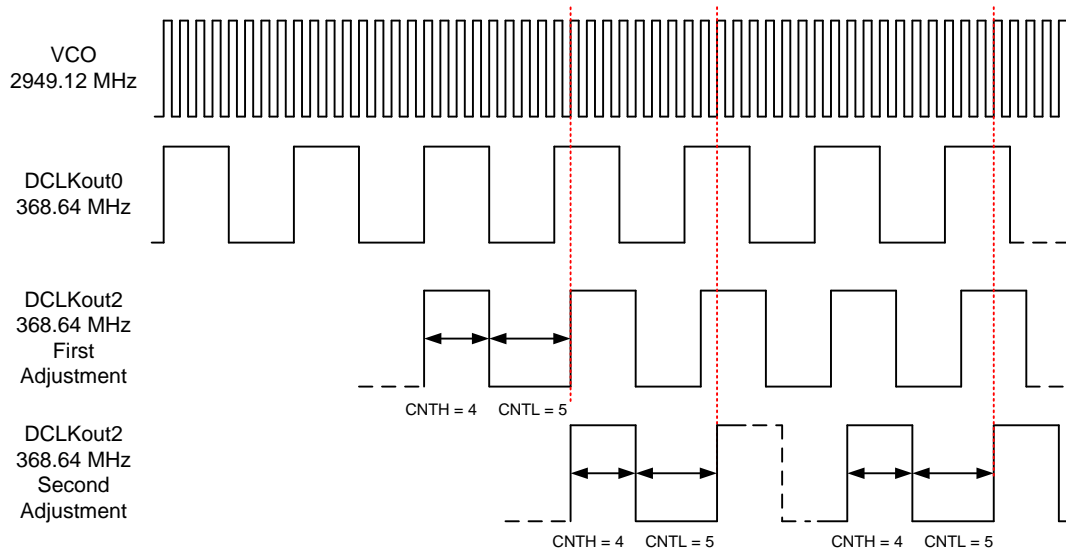 VCO
2949.12 MHz
DCLKout0
368.64 MHz
DCLKout2
368.64 MHz
First
Adjustment
CNTH = 4 CNTL = 5
DCLKout2
368.64 MHz
Second
Adjustment
CNTH = 4 CNTL = 5 CNTH = 4 CNTL = 5